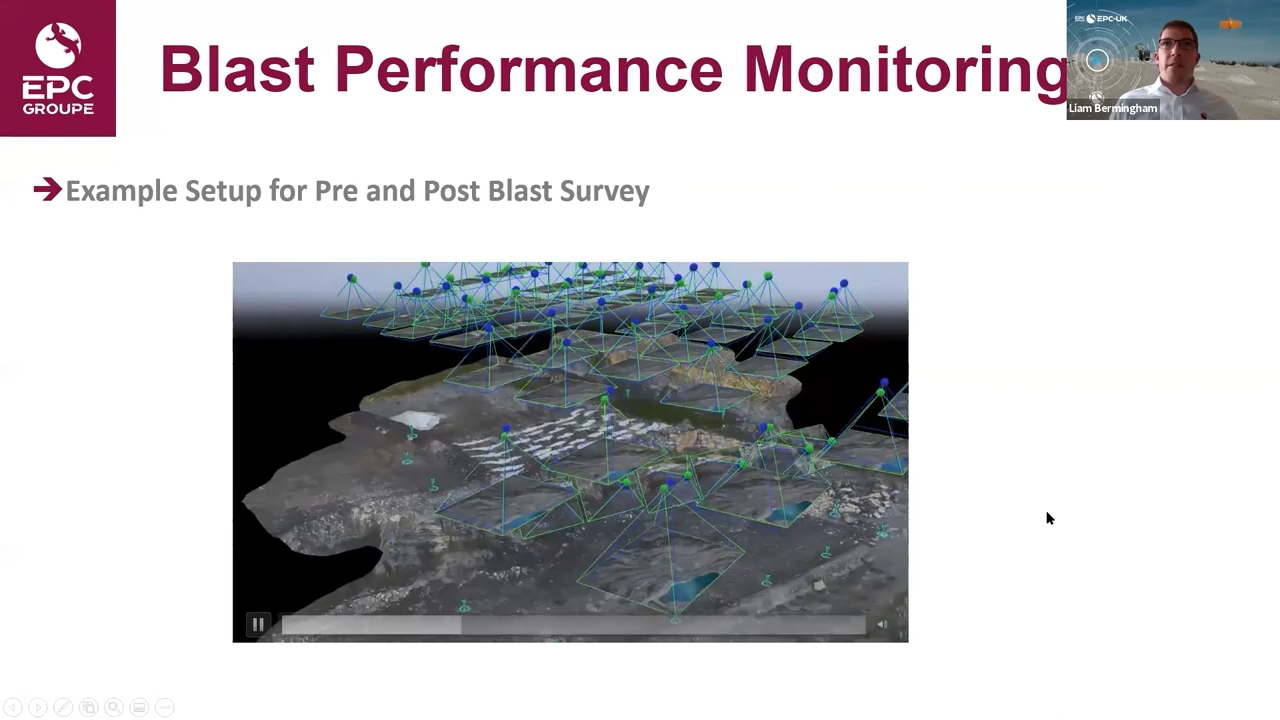 EPC
GROUPE
Blast Performance Monitoring
EPC-UK
Liam Bermingham
Example Setup for Pre and Post Blast Survey